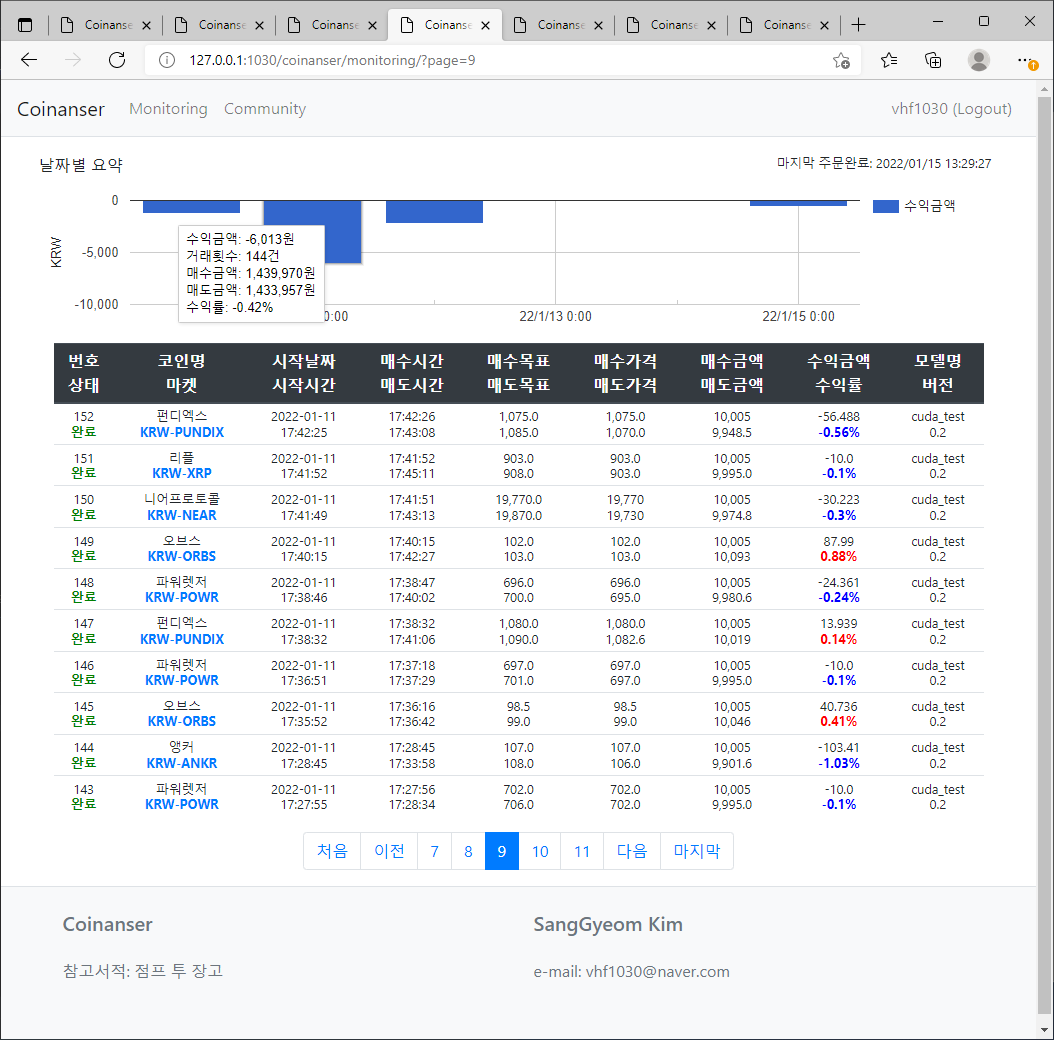 Coinanse Coinanse Coinanse Coinanse Coinanse Coinanse Coinanse
127.0.0.1:1030/coinanser/monitoring/?page=9
Coinanser Monitoring Community vhf1030 (Logout)
날짜별 요약 마지막 주문완료: 2022/01/15 13:29:27
0
-5,000
-10,000
KRW
수익금액
수익금액: -6,013원
거래횟수: 144건
매수금액: 1,439,970원
매도금액: 1,433,957원
수익률: -0.42%
0:00 22/1/13 0:00 22/1/15 0:00
번호 코인명 시작날짜 매수시간 매수목표 매수가격 매수금액 수익금액 모델명
상태 마켓 시작시간 매도시간 매도목표 매도가격 매도금액 수익률 버전
152 펀디엑스 2022-01-11 17:42:26 1,075.0 1,075.0 10,005 -56.488 cuda_test
완료 KRW-PUNDIX 17:42:25 17:43:08 1,085.0 1,070.0 9,948.5 -0.56% 0.2
151 리플 2022-01-11 17:41:52 903.0 903.0 10,005 -10.0 cuda_test
완료 KRW-XRP 17:41:52 17:45:11 908.0 903.0 9,995.0 -0.1% 0.2
150 니어프로토콜 2022-01-11 17:41:51 19,770.0 19,770 10,005 -30.223 cuda_test
완료 KRW-NEAR 17:41:49 17:43:13 19,870.0 19,730 9,974.8 -0.3% 0.2
149 오브스 2022-01-11 17:40:15 102.0 102.0 10,005 87.99 cuda_test
완료 KRW-ORBS 17:40:15 17:42:27 103.0 103.0 10,093 0.88% 0.2
148 파워렛저 2022-01-11 17:38:47 696.0 696.0 10,005 -24.361 cuda_test
완료 KRW-POWR 17:38:46 17:40:02 700.0 695.0 9,980.6 -0.24% 0.2
147 펀디엑스 2022-01-11 17:38:32 1,080.0 1,080.0 10,005 13.939 cuda_test
완료 KRW-PUNDIX 17:38:32 17:41:06 1,090.0 1,082.6 10,019 0.14% 0.2
146 파워렛저 2022-01-11 17:37:18 697.0 697.0 10,005 -10.0 cuda_test
완료 KRW-POWR 17:36:51 17:37:29 701.0 697.0 9,995.0 -0.1% 0.2
145 오브스 2022-01-11 17:36:16 98.5 98.5 10,005 40.736 cuda_test
완료 KRW-ORBS 17:35:52 17:36:42 99.0 99.0 10,046 0.41% 0.2
144 앵커 2022-01-11 17:28:45 107.0 107.0 10,005 -103.41 cuda_test
완료 KRW-ANKR 17:28:45 17:33:58 108.0 106.0 9,901.6 -1.03% 0.2
143 파워렛저 2022-01-11 17:27:56 702.0 702.0 10,005 -10.0 cuda_test
완료 KRW-POWR 17:27:55 17:28:34 706.0 702.0 9,995.0 -0.1% 0.2
처음 이전 7 8 9 10 11 다음 마지막
Coinanser SangGyeom Kim
참고서적: 점프 투 장고 e-mail: vhf1030@naver.com